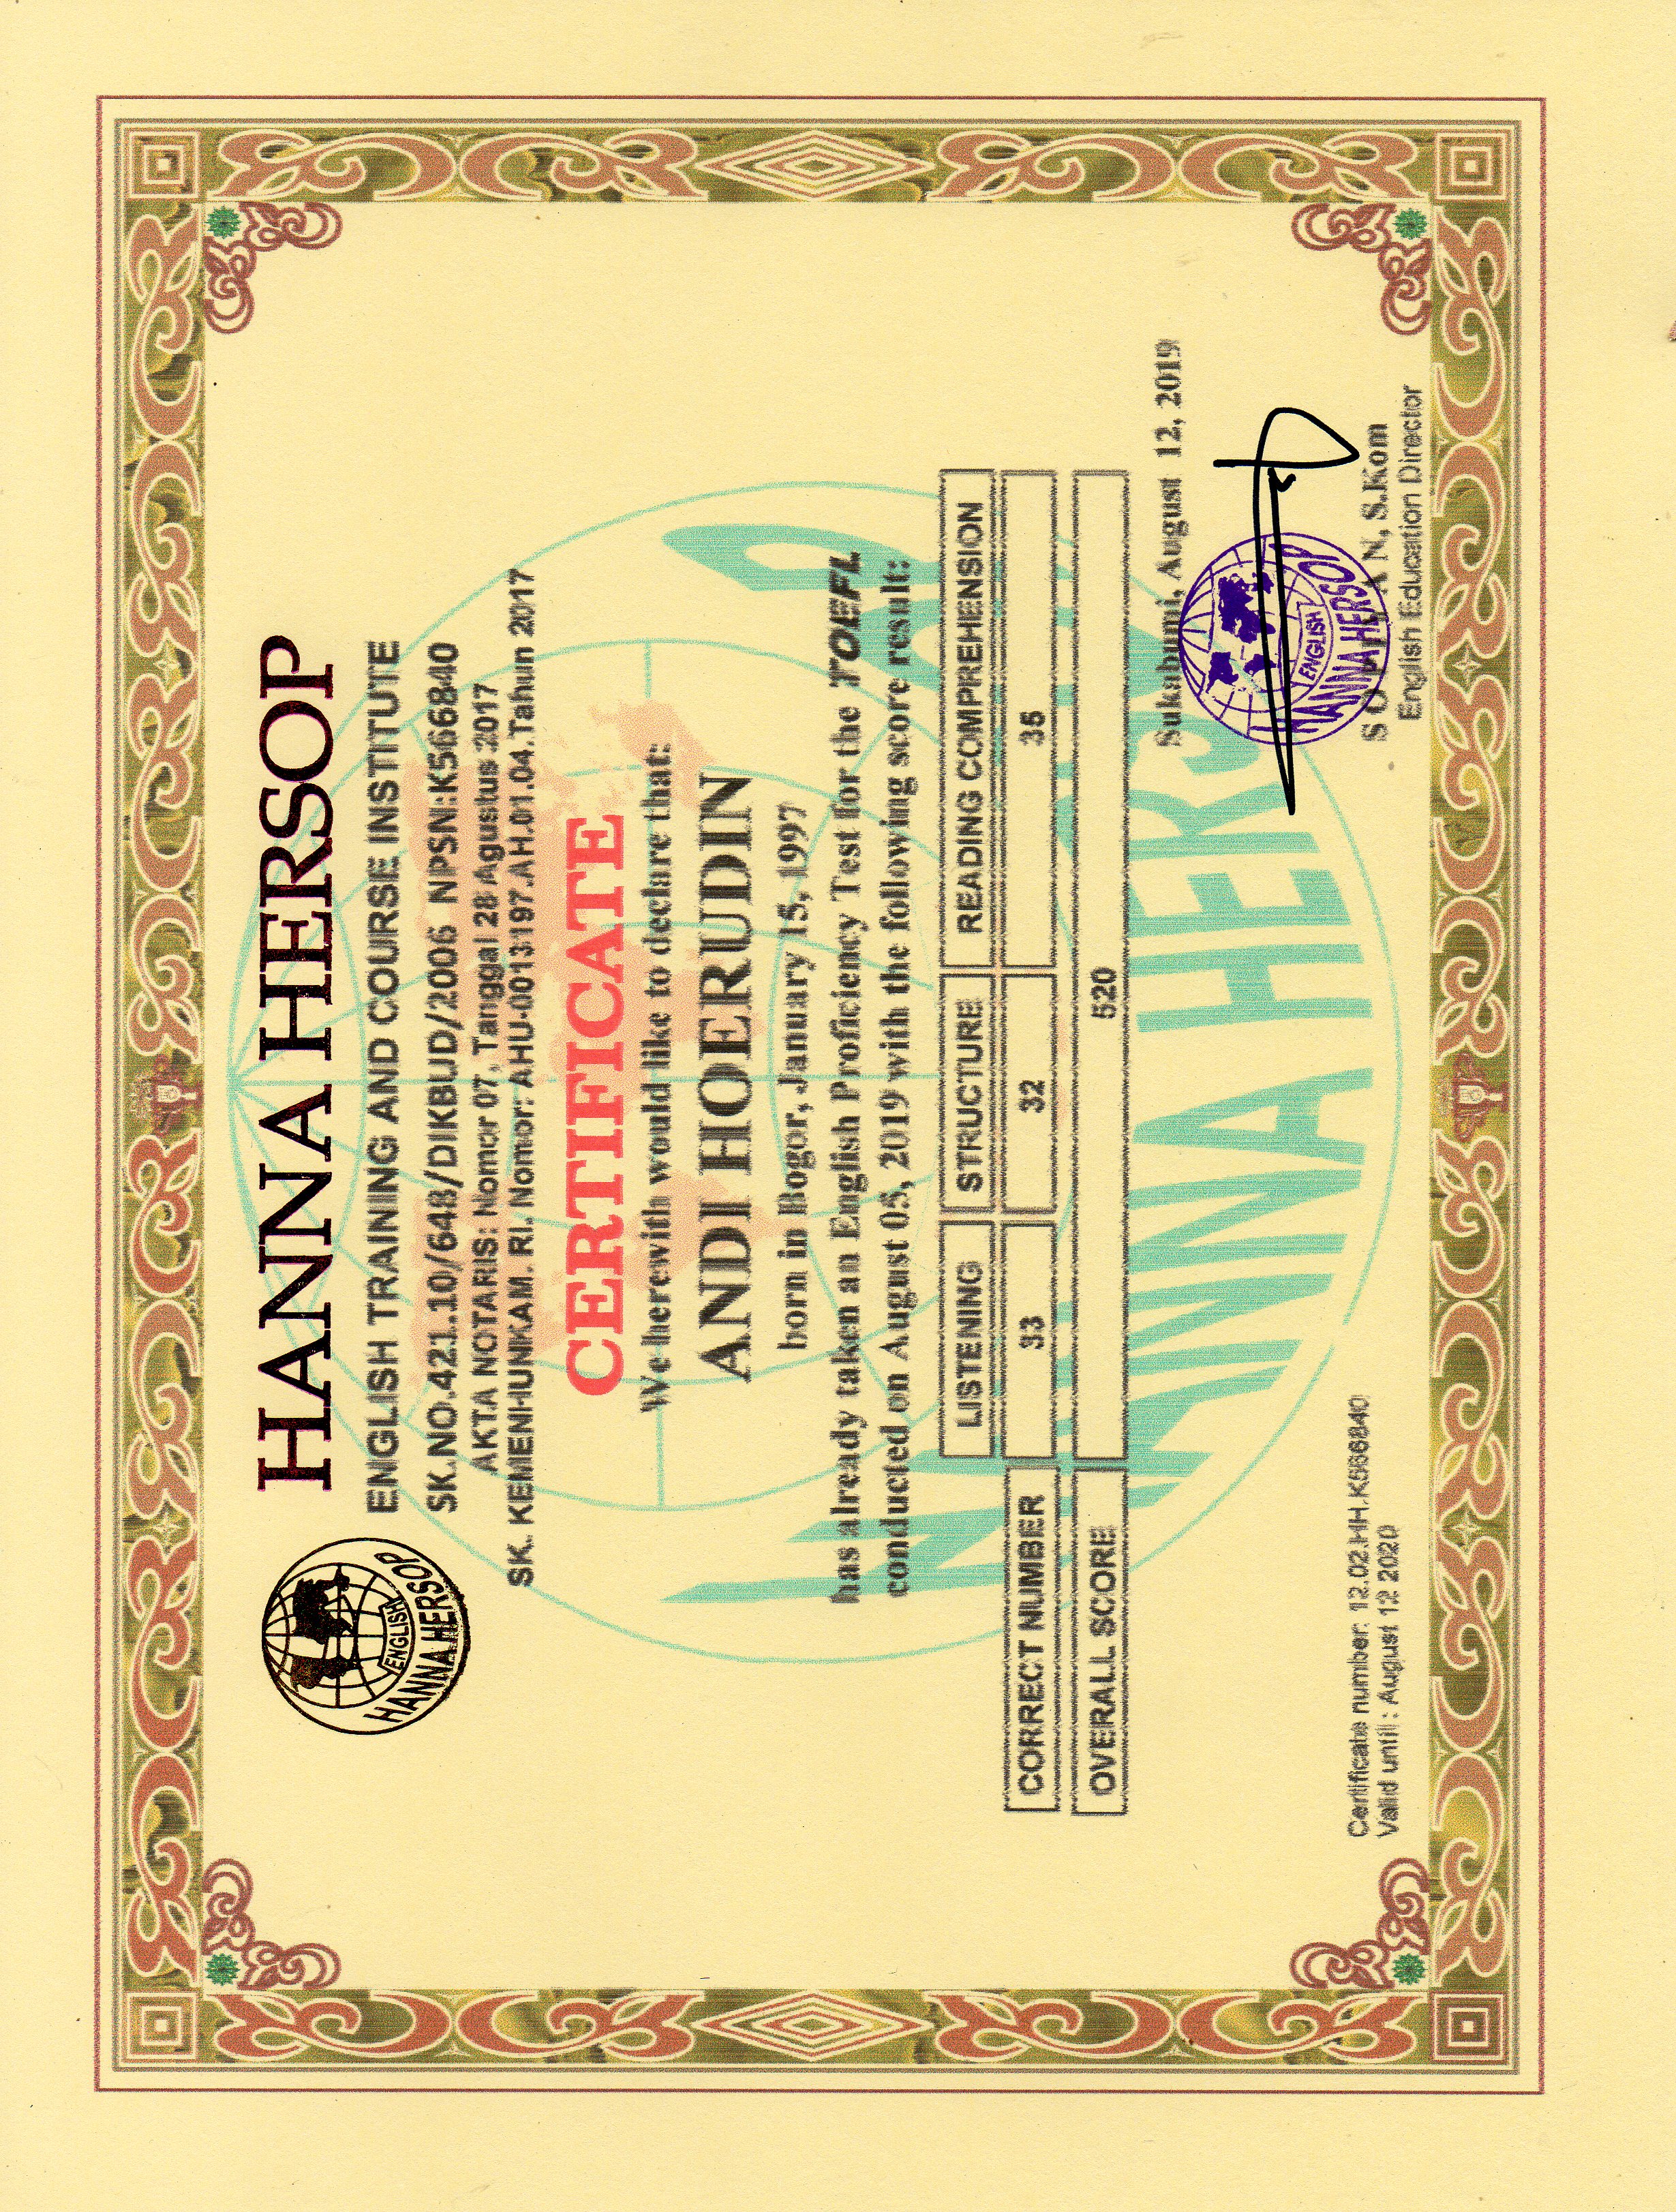 HANNA HERSOP
ENGLISH
HANNA HERSOP
ENGLISH TRAINING AND COURSE INSTITUTE
SK.NO.421.10/648/DIKBUD/2006 NPSN:K566840
AKTA NOTARIS: Nomor 07, Tanggal 28 Agustus 2017
SK. KEMENHUNKAM. RI. Nomor: AHU-0013197.AH.01.04.Tahun 2017
CERTIFICATE
We herewith would like to declare that:
ANDI HOERUDIN
born in Bogor, January 15, 1997
has already taken an English Proficiency Test for the TOEFL
conducted on August 05, 2019 with the following score result:
LISTENING STRUCTURE READING COMPREHENSION
CORRECT NUMBER 33 32 35
OVERALL SCORE 520
HANNA HERSOP
Sukabumi, August 12, 2019
ENGLISH
HANNA HERSOP
SOPIYAN, S.Kom
English Education Director
Certificate number: 12.02.HH.K566840
Valid until : August 12 2020